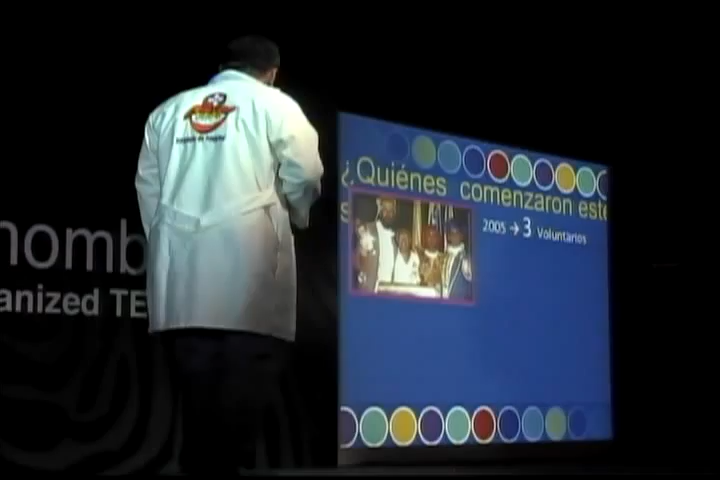 ¿Quiénes comenzaron este
s
2005 → 3 Voluntarios
nomb
anized TE